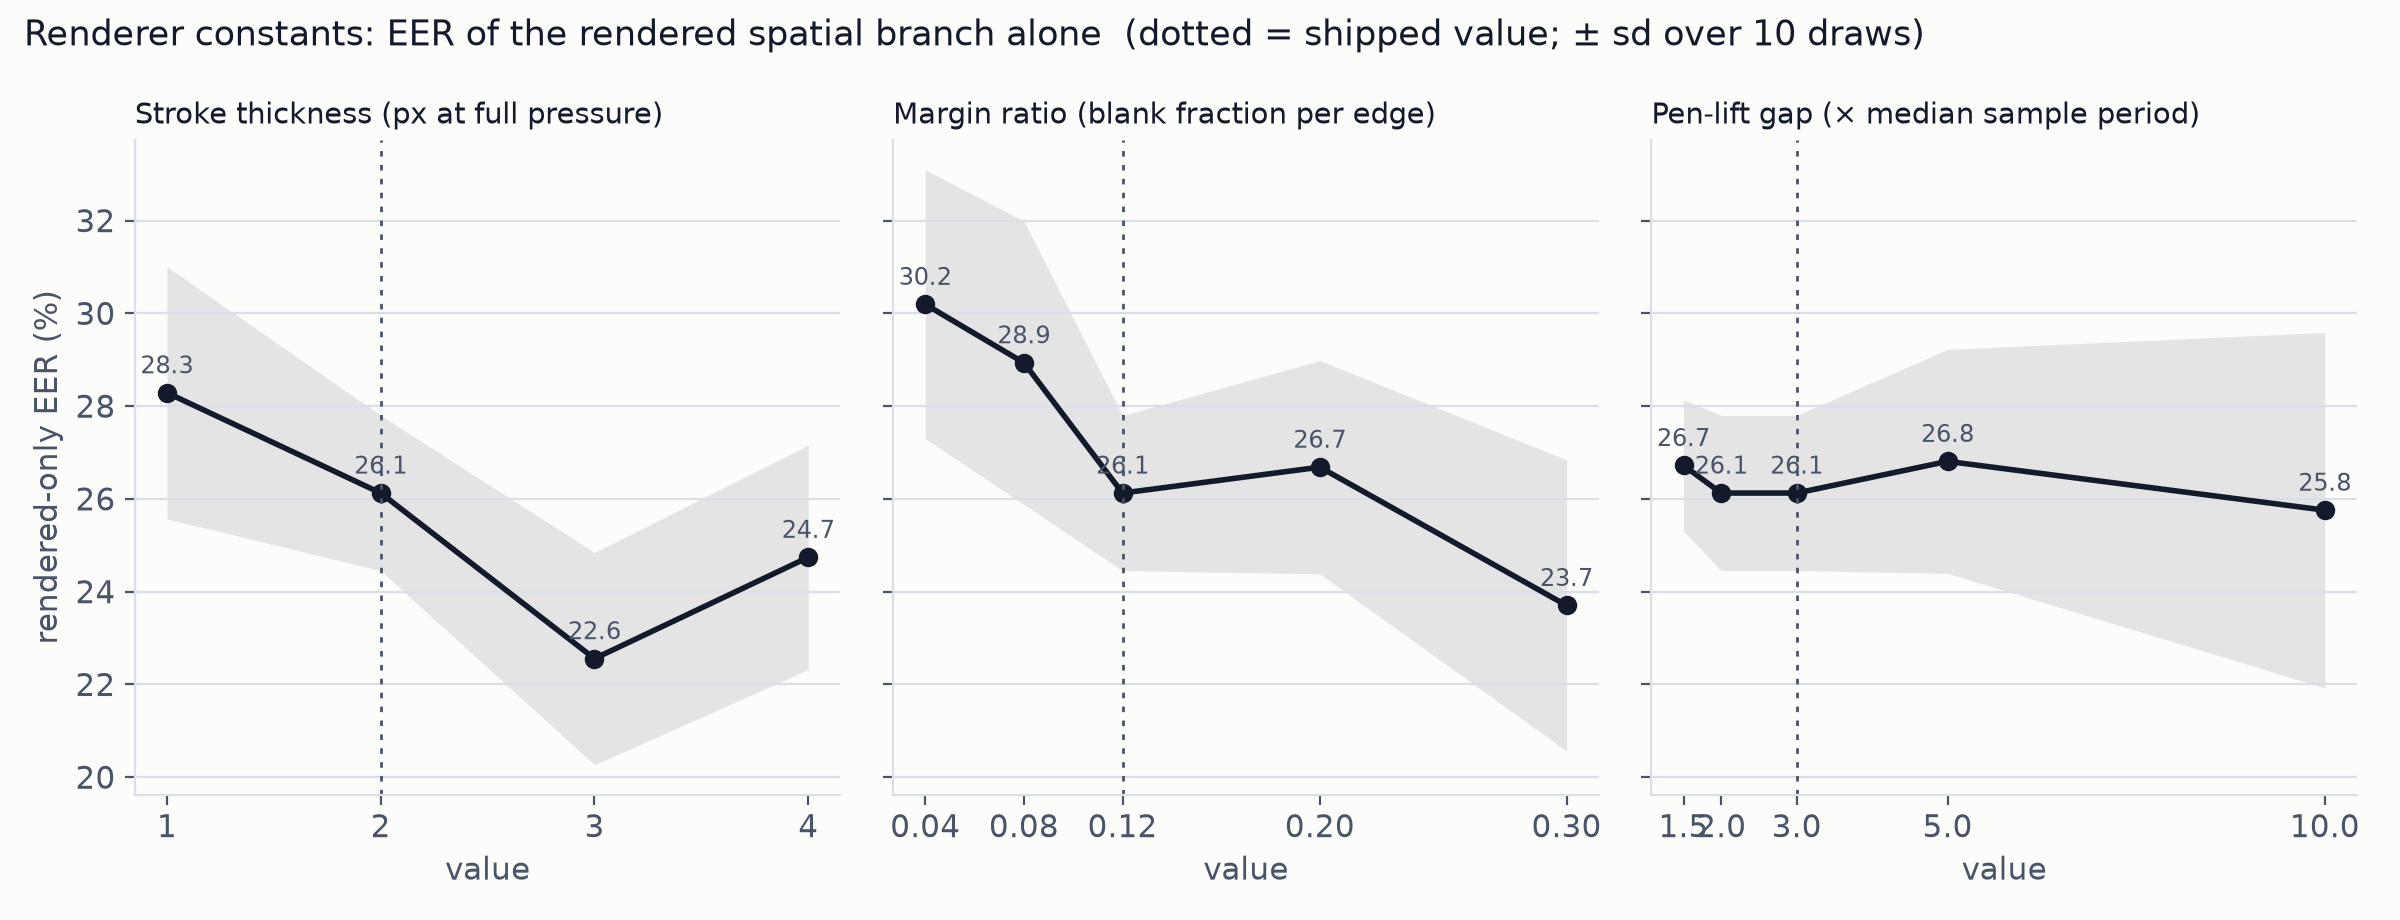 Renderer constants: EER of the rendered spatial branch alone  (dotted = shipped value; ± sd over 10 draws)
Stroke thickness (px at full pressure)
rendered-only EER (%)
32
30
28
26
24
22
20
28.3
26.1
22.6
24.7
1 2 3 4
value
Margin ratio (blank fraction per edge)
30.2
28.9
26.1
26.7
23.7
0.04 0.08 0.12 0.20 0.30
value
Pen-lift gap (× median sample period)
26.7
26.1
26.1
26.8
25.8
1.5 2.0 3.0 5.0 10.0
value